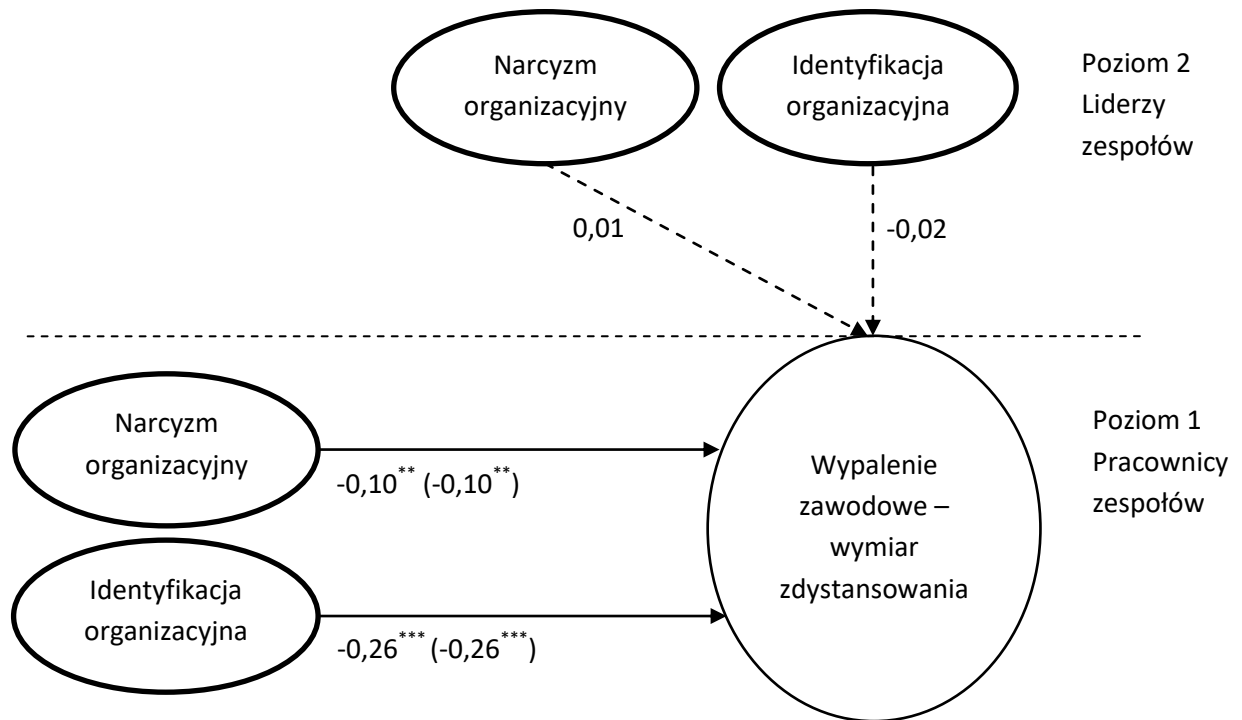 Narcyzm
organizacyjny
Identyfikacja
organizacyjna
Poziom 2
Liderzy
zespołów
0,01
-0,02
Narcyzm
organizacyjny
-0,10** (-0,10**)
Identyfikacja
organizacyjna
-0,26*** (-0,26***)
Wypalenie
zawodowe –
wymiar
zdystansowania
Poziom 1
Pracownicy
zespołów